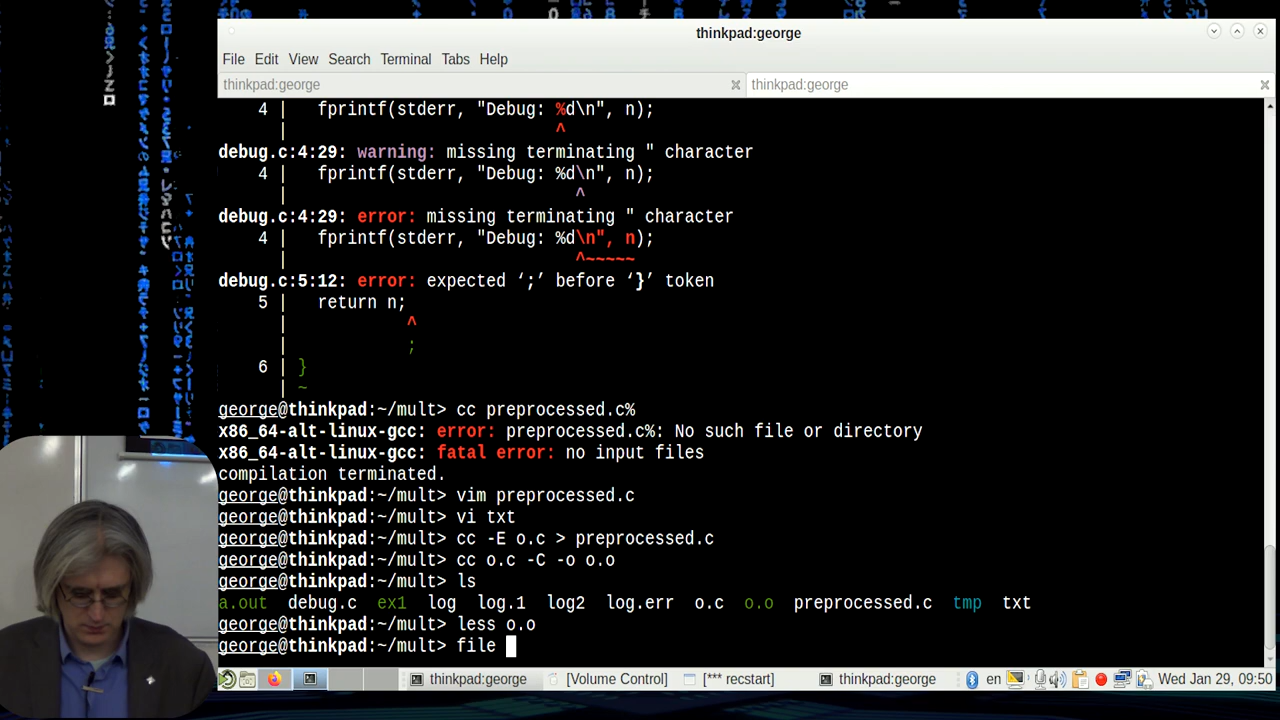 thinkpad:george
File Edit View Search Terminal Tabs Help
thinkpad:george thinkpad:george
4 | fprintf(stderr, "Debug: %d\n", n);
| ^
debug.c:4:29: warning: missing terminating " character
4 | fprintf(stderr, "Debug: %d\n", n);
| ^
debug.c:4:29: error: missing terminating " character
4 | fprintf(stderr, "Debug: %d\n", n);
| ^~~~~~
debug.c:5:12: error: expected ‘;’ before ‘}’ token
5 | return n;
| ^
| ;
6 | }
| ~
george@thinkpad:~/mult> cc preprocessed.c%
x86_64-alt-linux-gcc: error: preprocessed.c%: No such file or directory
x86_64-alt-linux-gcc: fatal error: no input files
compilation terminated.
george@thinkpad:~/mult> vim preprocessed.c
george@thinkpad:~/mult> vi txt
george@thinkpad:~/mult> cc -E o.c > preprocessed.c
george@thinkpad:~/mult> cc o.c -C -o o.o
george@thinkpad:~/mult> ls
a.out debug.c ex1 log log.1 log2 log.err o.c o.o preprocessed.c tmp txt
george@thinkpad:~/mult> less o.o
george@thinkpad:~/mult> file
thinkpad:george [Volume Control] [*** recstart] thinkpad:george en Wed Jan 29, 09:50